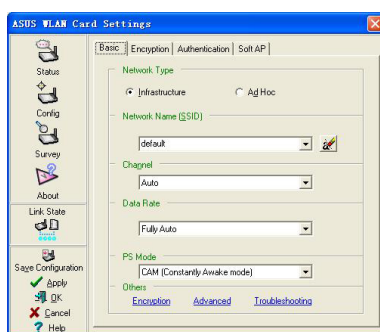 ASUS WLAN Card Settings
Status
Config
Survey
About
Link State
Save Configuration
Apply
OK
Cancel
Help
Basic Encryption Authentication Soft AP
Network Type
Infrastructure Ad Hoc
Network Name (SSID)
default
Channel
Auto
Data Rate
Fully Auto
PS Mode
CAM (Constantly Awake mode)
Others
Encryption Advanced Troubleshooting